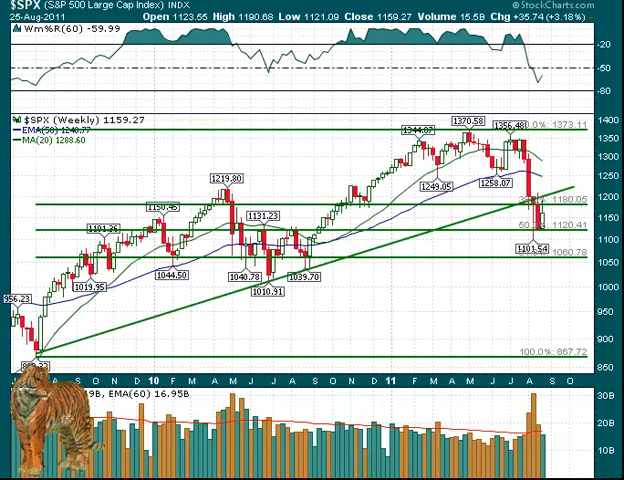 $SPX (S&P 500 Large Cap Index) INDX
© StockCharts.com
25-Aug-2011
Open 1123.55 High 1190.68 Low 1121.09 Close 1159.27 Volume 15.5B Chg +35.74 (+3.18%)
Wm%R(60) -59.99
-20
-50
-80
$SPX (Weekly) 1159.27
EMA(50) 1248.77
MA(20) 1288.60
1400
1350
1300
1250
1200
1150
1100
1050
1000
950
900
850
1370.58
1356.48
0.0%: 1373.11
1344.07
1249.05
1258.07
1219.80
1180.05
1150.45
1131.23
1120.41
1101.36
1101.54
1060.78
1044.50
1040.78
1039.70
1019.95
1010.91
956.23
100.0%: 867.72
A S O N D 10 F M A M J J A S O N D 11 F M A M J J A S O
9B, EMA(60) 16.95B
30B
20B
10B